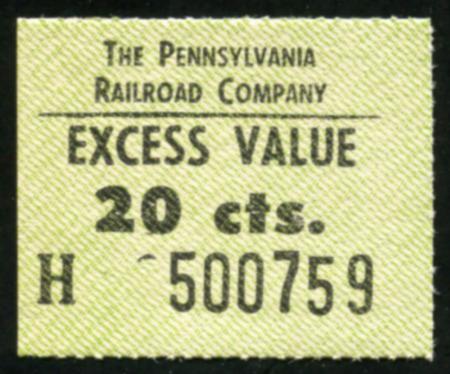 The Pennsylvania
Railroad Company
EXCESS VALUE
20 cts.
H 500759